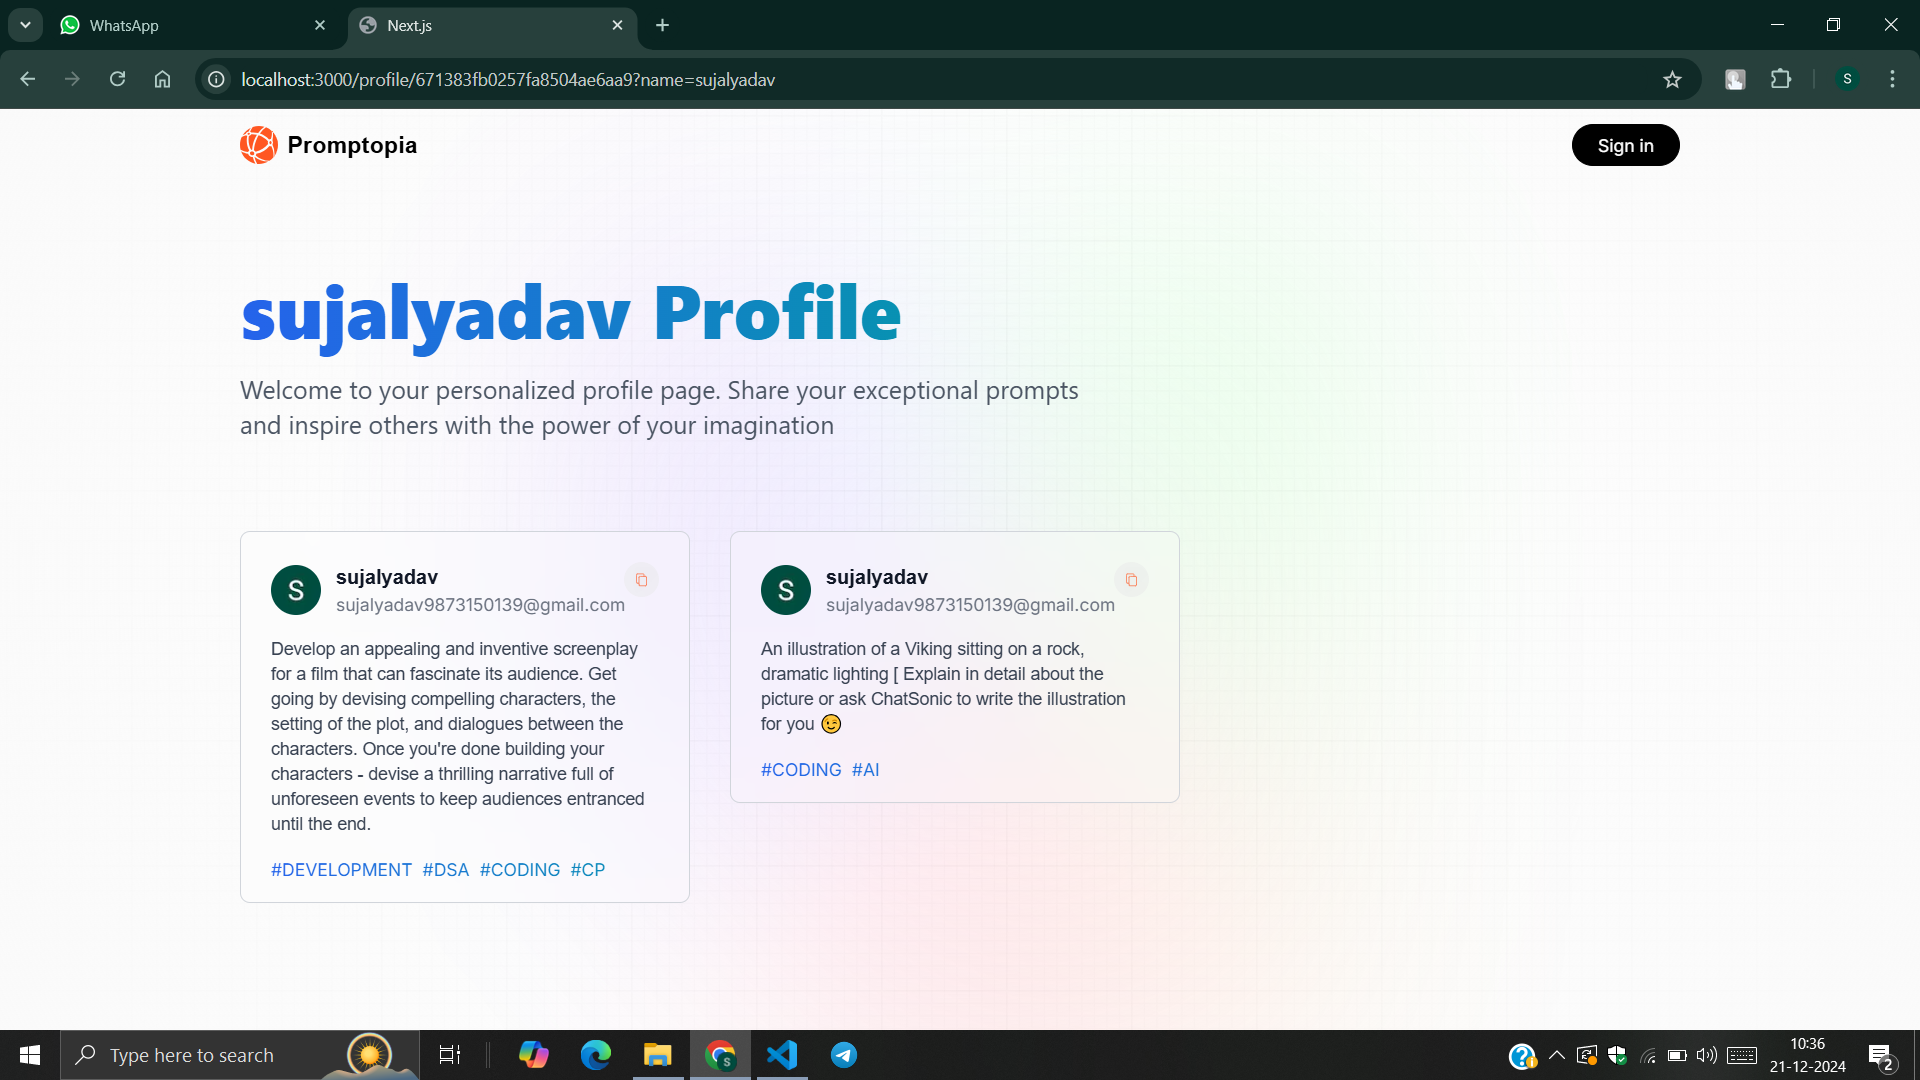 WhatsApp
Next.js
localhost:3000/profile/671383fb0257fa8504ae6aa9?name=sujalyadav
S
Promptopia
Sign in
sujalyadav Profile
Welcome to your personalized profile page. Share your exceptional prompts
and inspire others with the power of your imagination
S
sujalyadav
sujalyadav9873150139@gmail.com
Develop an appealing and inventive screenplay
for a film that can fascinate its audience. Get
going by devising compelling characters, the
setting of the plot, and dialogues between the
characters. Once you're done building your
characters - devise a thrilling narrative full of
unforeseen events to keep audiences entranced
until the end.
#DEVELOPMENT #DSA #CODING #CP
S
sujalyadav
sujalyadav9873150139@gmail.com
An illustration of a Viking sitting on a rock,
dramatic lighting [ Explain in detail about the
picture or ask ChatSonic to write the illustration
for you 😉
#CODING #AI
Type here to search
S
10:36
21-12-2024
2